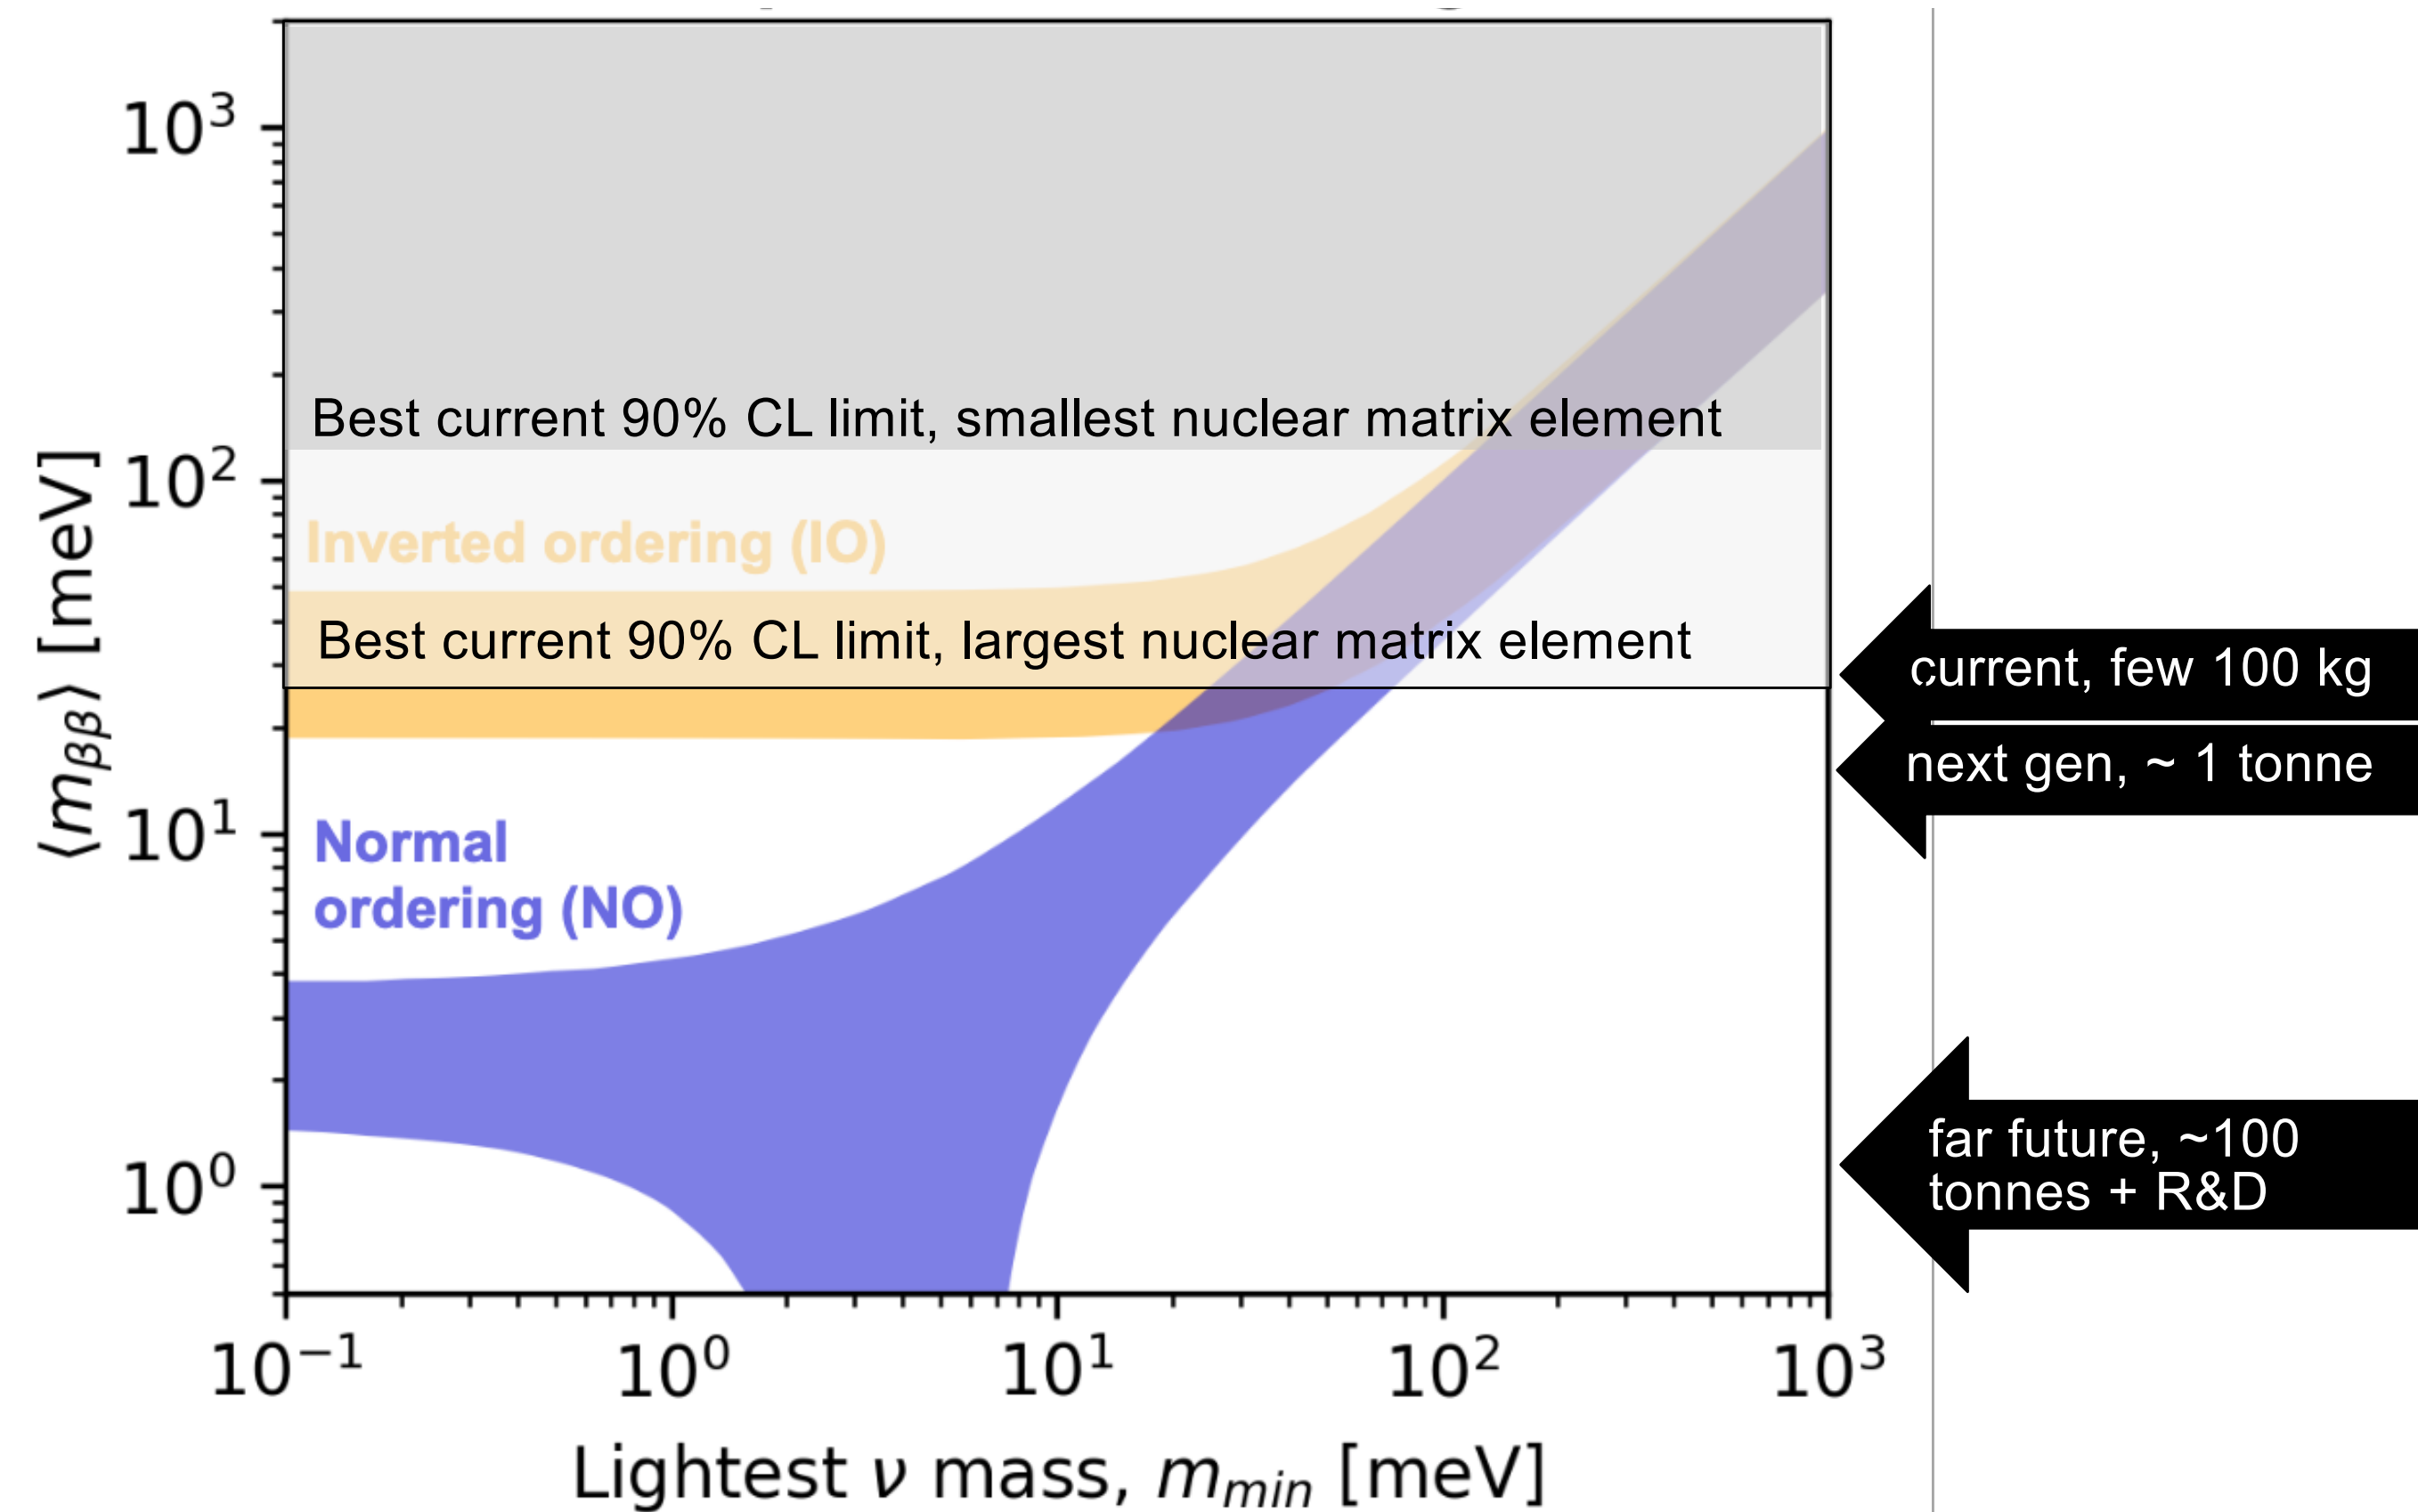 10³
10²
10¹
10⁰
⟨mββ⟩ [meV]
Best current 90% CL limit, smallest nuclear matrix element
Inverted ordering (IO)
Best current 90% CL limit, largest nuclear matrix element
Normal
ordering (NO)
current, few 100 kg
next gen, ~ 1 tonne
far future, ~100
tonnes + R&D
10⁻¹
10⁰
10¹
10²
10³
Lightest ν mass, mmin [meV]